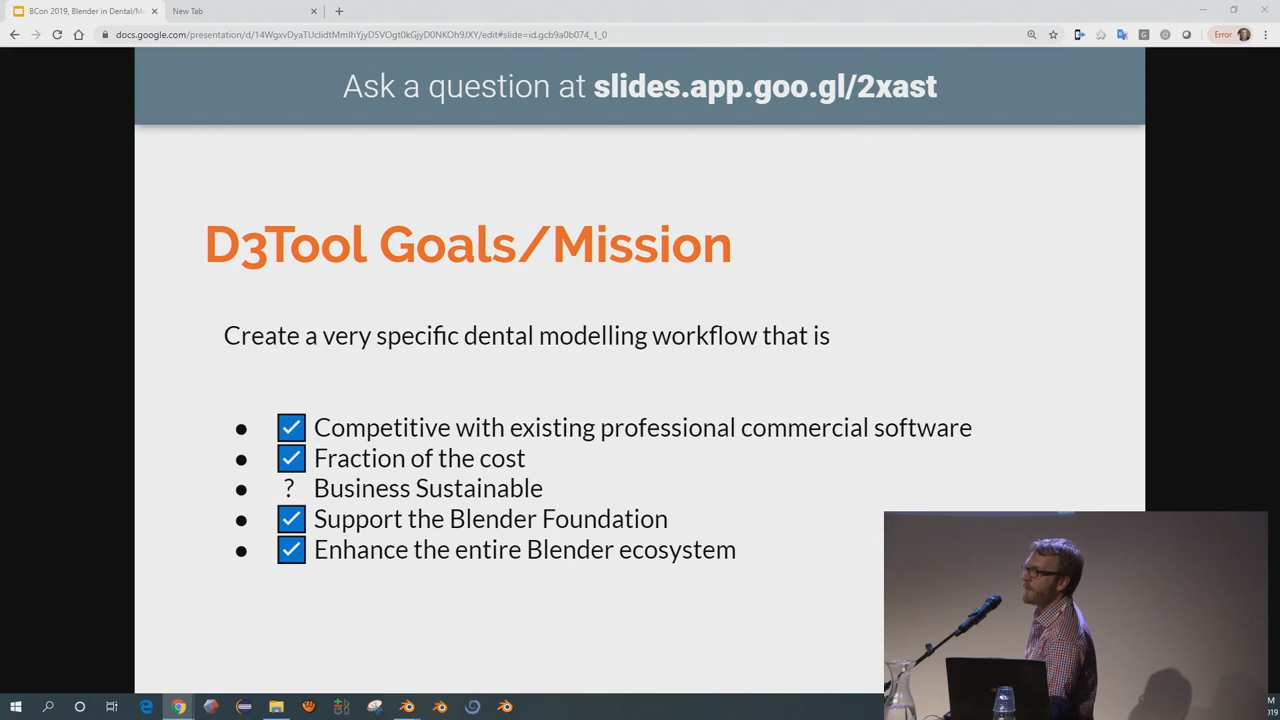 BCon 2019, Blender in Dental/M
New Tab
docs.google.com/presentation/d/14WgxvDyaTUclidtMmIhYjyD5VOgt0kGjyD0NKOh9JXY/edit#slide=id.gcb9a0b074_1_0
Error
Ask a question at slides.app.goo.gl/2xast
D3Tool Goals/Mission
Create a very specific dental modelling workflow that is
● ☑ Competitive with existing professional commercial software
● ☑ Fraction of the cost
● ? Business Sustainable
● ☑ Support the Blender Foundation
● ☑ Enhance the entire Blender ecosystem